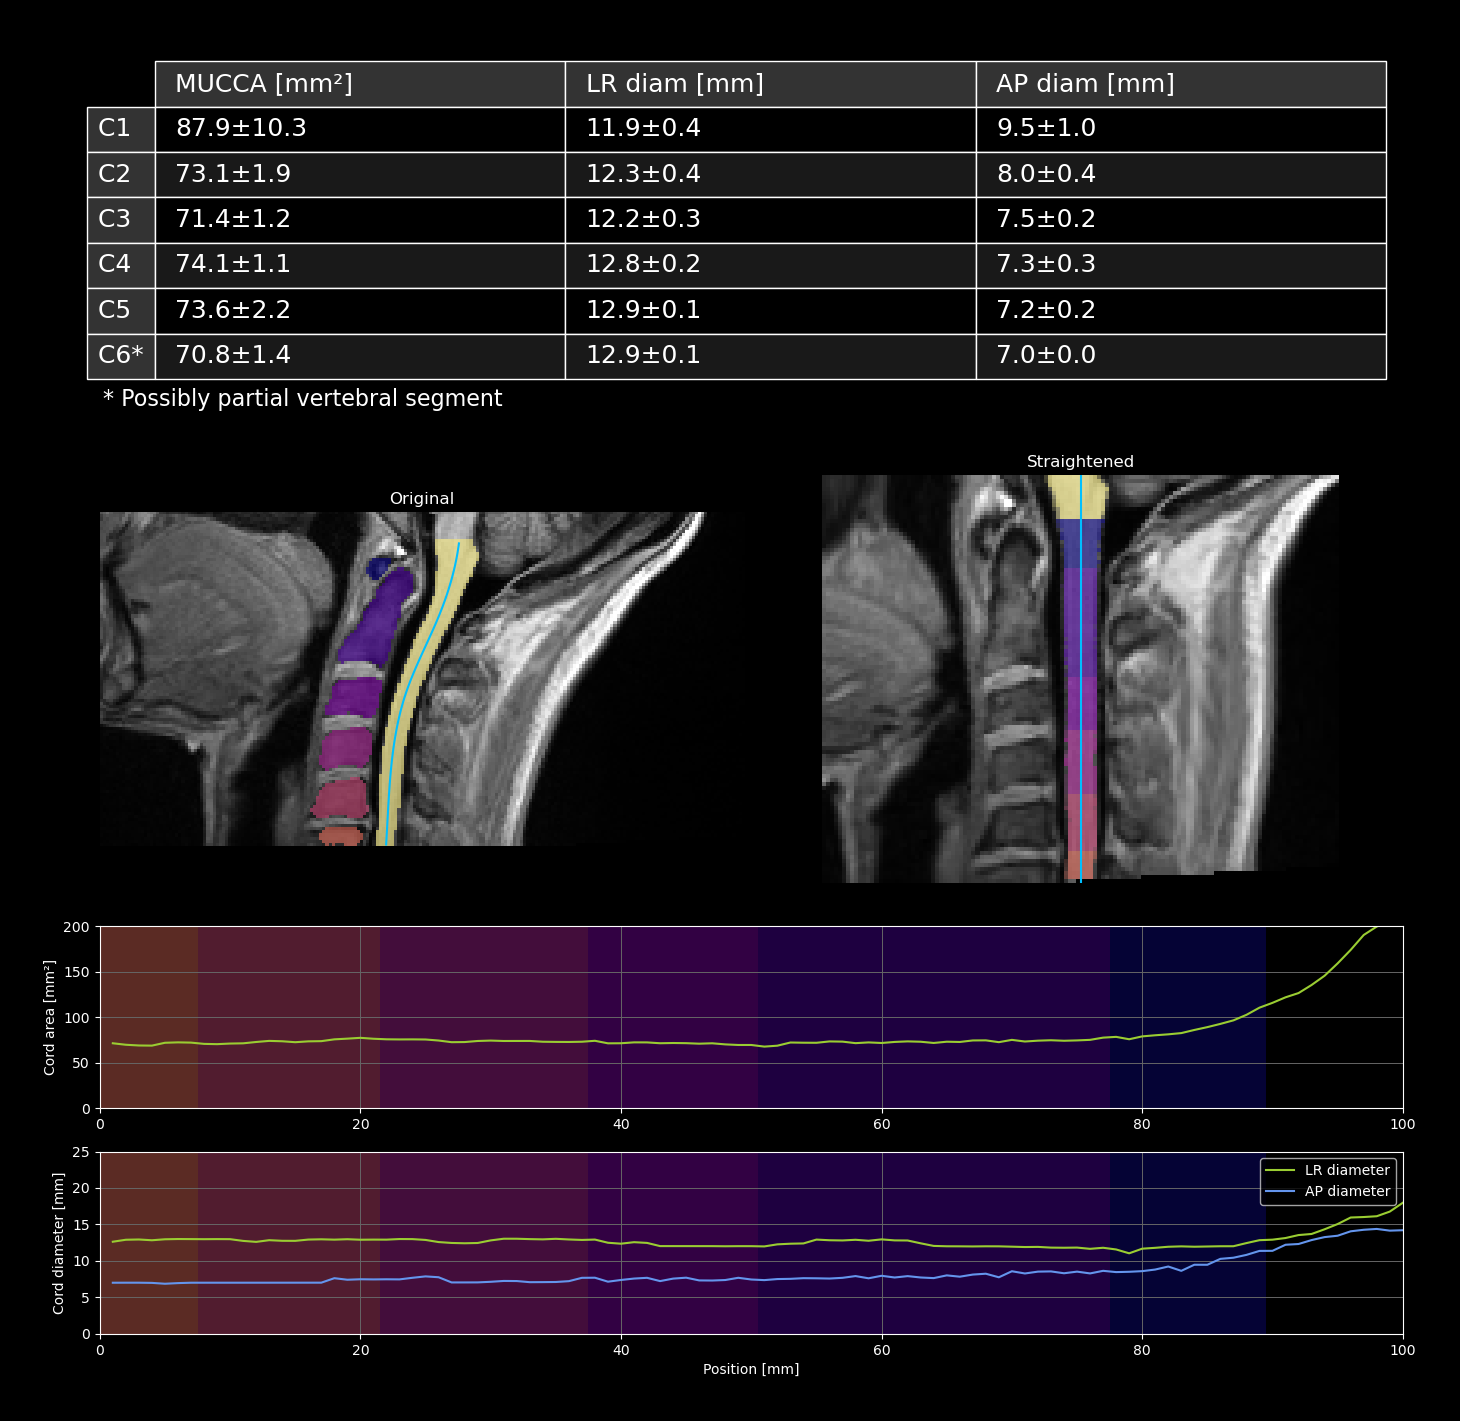 MUCCA [mm²] LR diam [mm] AP diam [mm]
C1 87.9±10.3 11.9±0.4 9.5±1.0
C2 73.1±1.9 12.3±0.4 8.0±0.4
C3 71.4±1.2 12.2±0.3 7.5±0.2
C4 74.1±1.1 12.8±0.2 7.3±0.3
C5 73.6±2.2 12.9±0.1 7.2±0.2
C6* 70.8±1.4 12.9±0.1 7.0±0.0
* Possibly partial vertebral segment
Original
Straightened
Cord area [mm²]
200
150
100
50
0
0 20 40 60 80 100
Cord diameter [mm]
25
20
15
10
5
0
LR diameter
AP diameter
0 20 40 60 80 100
Position [mm]